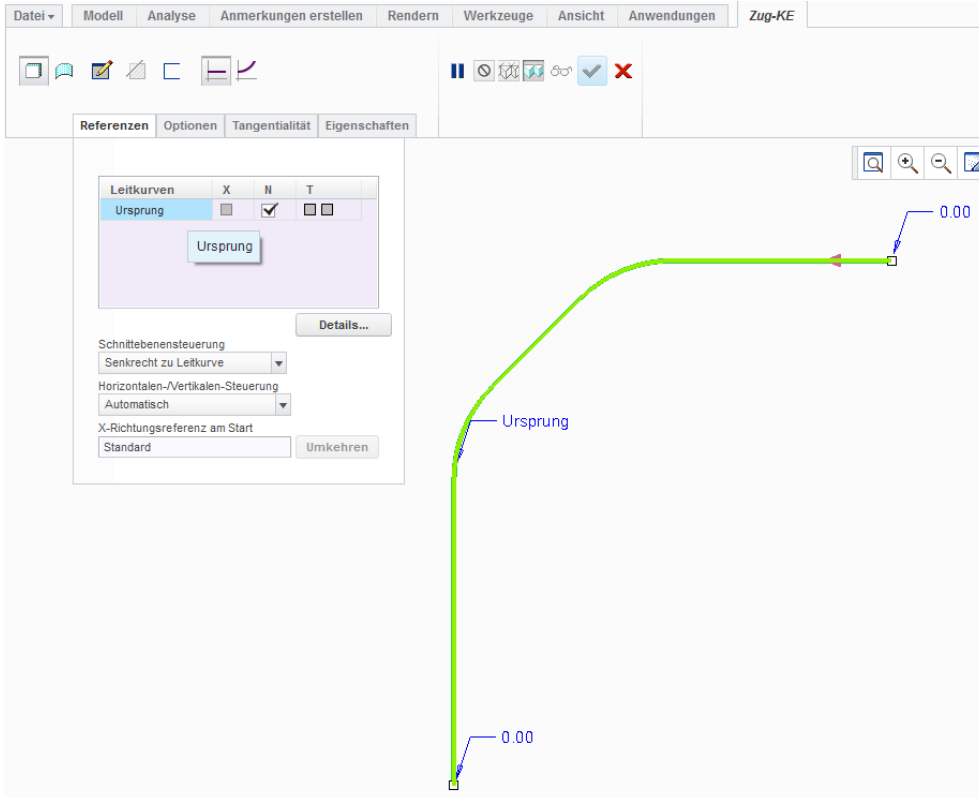 Datei Modell Analyse Anmerkungen erstellen Rendern Werkzeuge Ansicht Anwendungen Zug-KE
Referenzen Optionen Tangentialität Eigenschaften
Leitkurven X N T
Ursprung
Ursprung
Details...
Schnittebenensteuerung
Senkrecht zu Leitkurve
Horizontalen-/Vertikalen-Steuerung
Automatisch
X-Richtungsreferenz am Start
Standard Umkehren
0.00
Ursprung
0.00